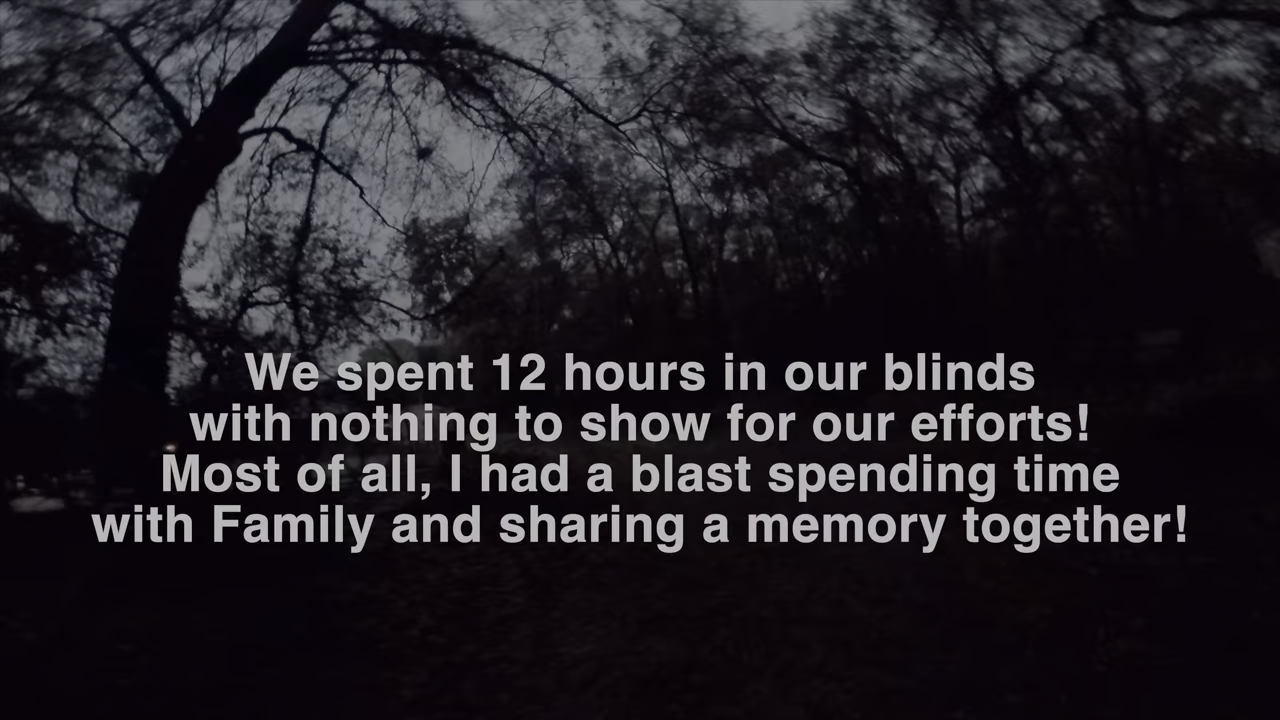 We spent 12 hours in our blinds
with nothing to show for our efforts!
Most of all, I had a blast spending time
with Family and sharing a memory together!